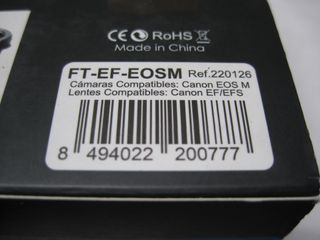 CE RoHS
Made in China
FT-EF-EOSM Ref.220126
Cámaras Compatibles: Canon EOS M
Lentes Compatibles: Canon EF/EFS
8 494022 200777